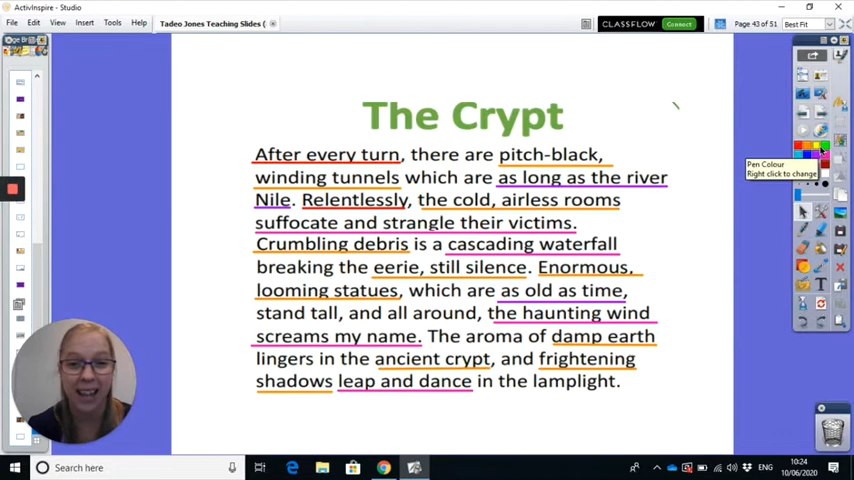 ActivInspire - Studio
File Edit View Insert Tools Help Tadeo Jones Teaching Slides ( CLASSFLOW Connect Page 43 of 51 Best Fit
The Crypt
After every turn, there are pitch-black,
winding tunnels which are as long as the river
Nile. Relentlessly, the cold, airless rooms
suffocate and strangle their victims.
Crumbling debris is a cascading waterfall
breaking the eerie, still silence. Enormous,
looming statues, which are as old as time,
stand tall, and all around, the haunting wind
screams my name. The aroma of damp earth
lingers in the ancient crypt, and frightening
shadows leap and dance in the lamplight.
Pen Colour
Right click to change
Search here
ENG
10:24
10/06/2020